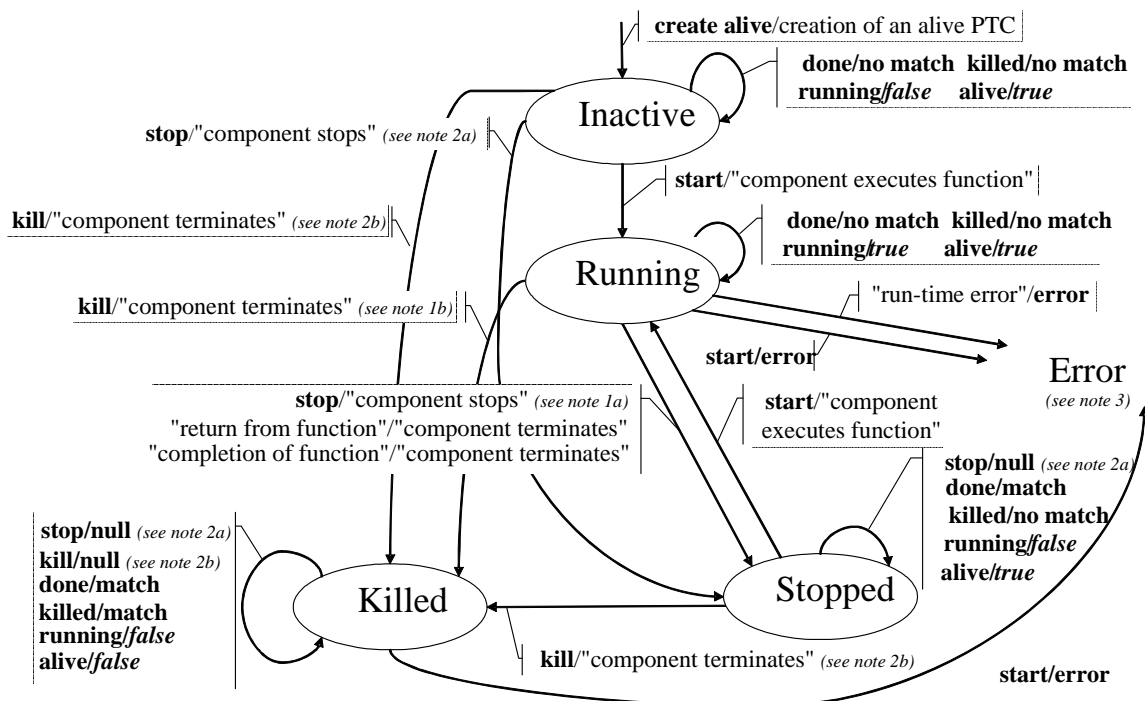 create alive/creation of an alive PTC
done/no match killed/no match
running/false alive/true
Inactive
stop/"component stops" (see note 2a)
start/"component executes function"
kill/"component terminates" (see note 2b)
done/no match killed/no match
running/true alive/true
Running
kill/"component terminates" (see note 1b)
"run-time error"/error
start/error
Error
(see note 3)
stop/"component stops" (see note 1a)
"return from function"/"component terminates"
"completion of function"/"component terminates"
start/"component
executes function"
stop/null (see note 2a)
done/match
killed/no match
running/false
alive/true
stop/null (see note 2a)
kill/null (see note 2b)
done/match
killed/match
running/false
alive/false
Killed
Stopped
kill/"component terminates" (see note 2b)
start/error